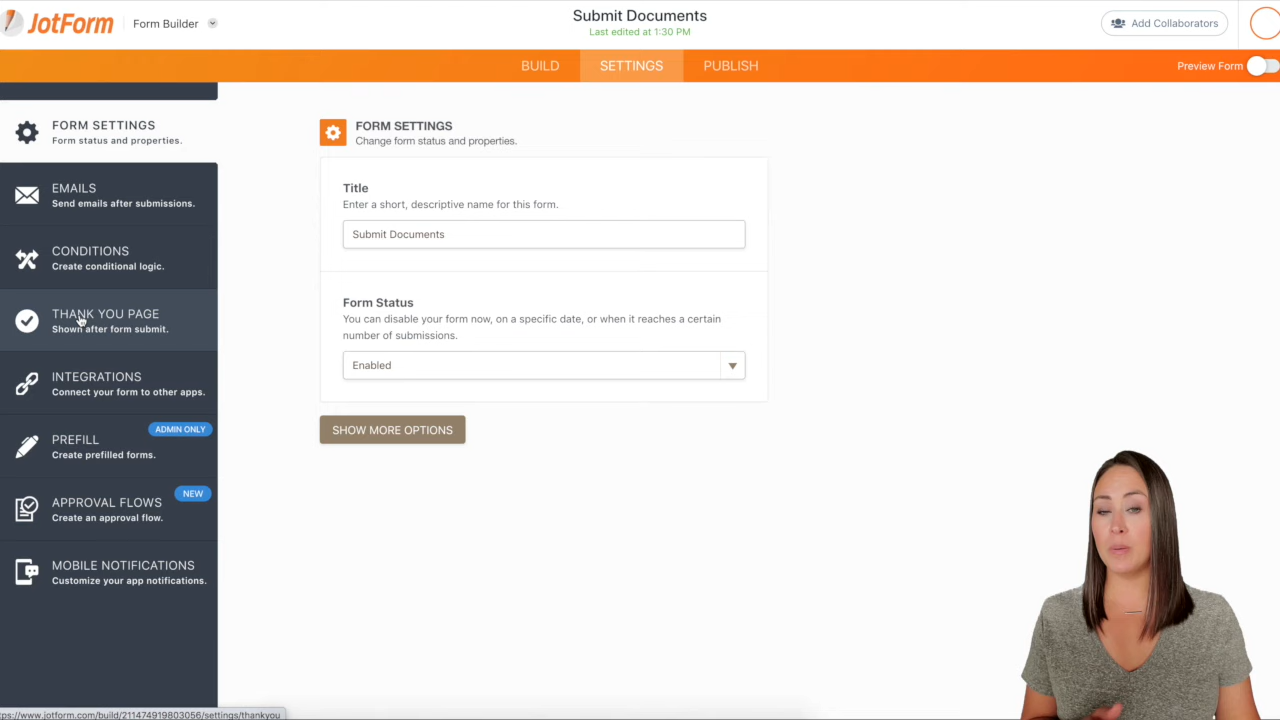 JotForm
Form Builder
Submit Documents
Last edited at 1:30 PM
Add Collaborators
BUILD
SETTINGS
PUBLISH
Preview Form
FORM SETTINGS
Form status and properties.
EMAILS
Send emails after submissions.
CONDITIONS
Create conditional logic.
THANK YOU PAGE
Shown after form submit.
INTEGRATIONS
Connect your form to other apps.
ADMIN ONLY
PREFILL
Create prefilled forms.
NEW
APPROVAL FLOWS
Create an approval flow.
MOBILE NOTIFICATIONS
Customize your app notifications.
FORM SETTINGS
Change form status and properties.
Title
Enter a short, descriptive name for this form.
Submit Documents
Form Status
You can disable your form now, on a specific date, or when it reaches a certain
number of submissions.
Enabled
SHOW MORE OPTIONS
ps://www.jotform.com/build/211474919803056/settings/thankyou